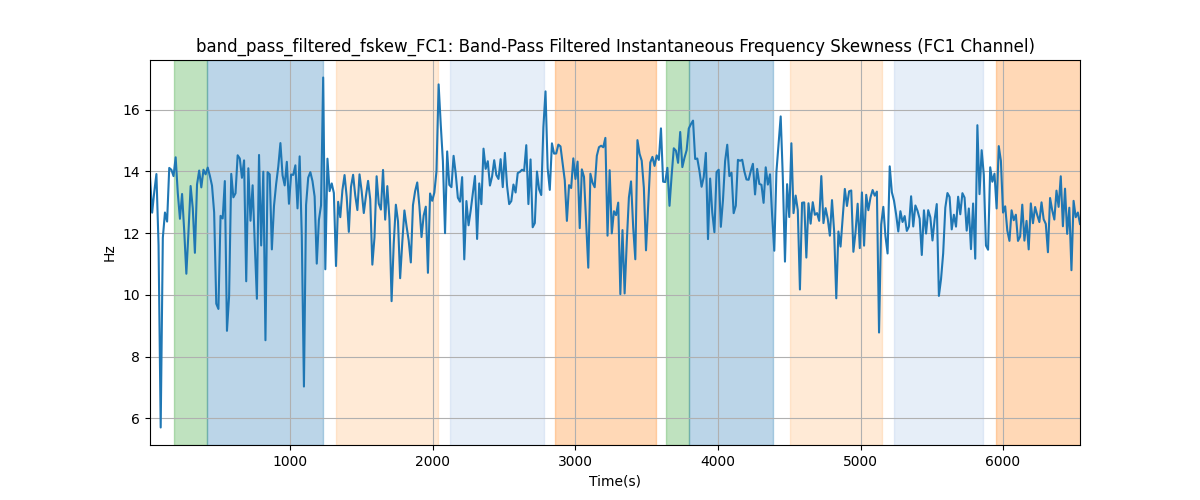 band_pass_filtered_fskew_FC1: Band-Pass Filtered Instantaneous Frequency Skewness (FC1 Channel)
16
14
12
10
8
6
Hz
1000 2000 3000 4000 5000 6000
Time(s)